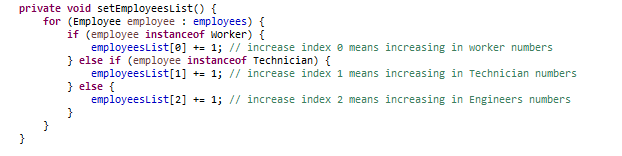 private void setEmployeesList() {
    for (Employee employee : employees) {
        if (employee instanceof Worker) {
            employeesList[0] += 1; // increase index 0 means increasing in worker numbers
        } else if (employee instanceof Technician) {
            employeesList[1] += 1; // increase index 1 means increasing in Technician numbers
        } else {
            employeesList[2] += 1; // increase index 2 means increasing in Engineers numbers
        }
    }
}